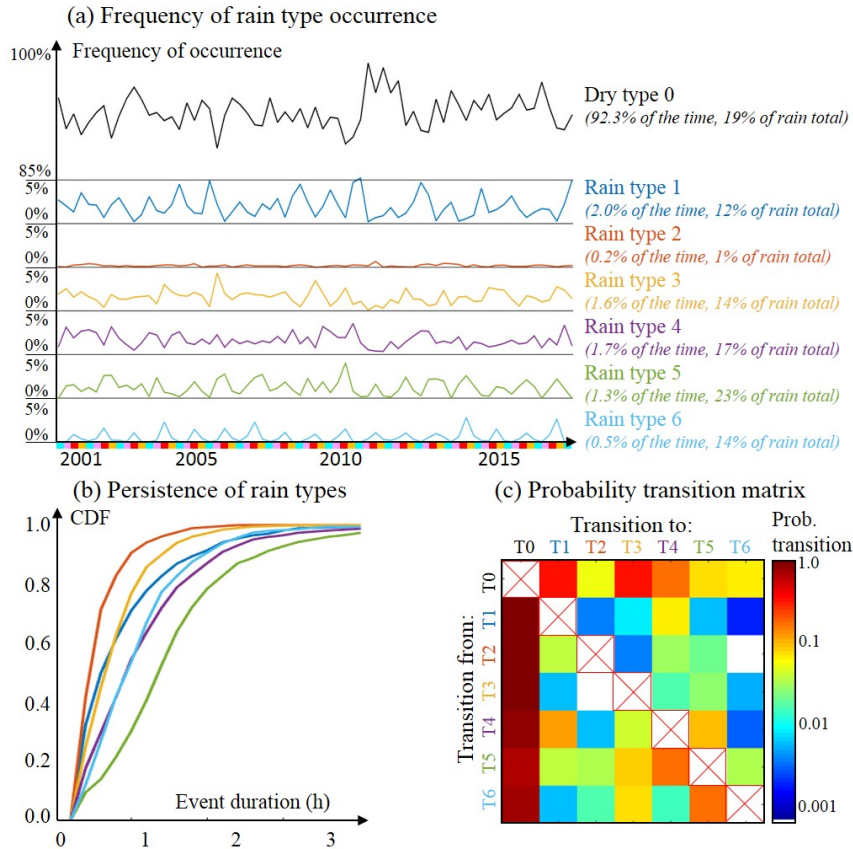 (a) Frequency of rain type occurrence
Frequency of occurrence
100%
85%
5%
0%
5%
0%
5%
0%
5%
0%
5%
0%
5%
0%
Dry type 0
(92.3% of the time, 19% of rain total)
Rain type 1
(2.0% of the time, 12% of rain total)
Rain type 2
(0.2% of the time, 1% of rain total)
Rain type 3
(1.6% of the time, 14% of rain total)
Rain type 4
(1.7% of the time, 17% of rain total)
Rain type 5
(1.3% of the time, 23% of rain total)
Rain type 6
(0.5% of the time, 14% of rain total)
2001 2005 2010 2015
(b) Persistence of rain types
CDF
1.0
0.8
0.6
0.4
0.2
0.0
Event duration (h)
0 1 2 3
(c) Probability transition matrix
Transition to:
T0 T1 T2 T3 T4 T5 T6
Transition from:
T0
T1
T2
T3
T4
T5
T6
Prob.
transition
1.0
0.1
0.01
0.001